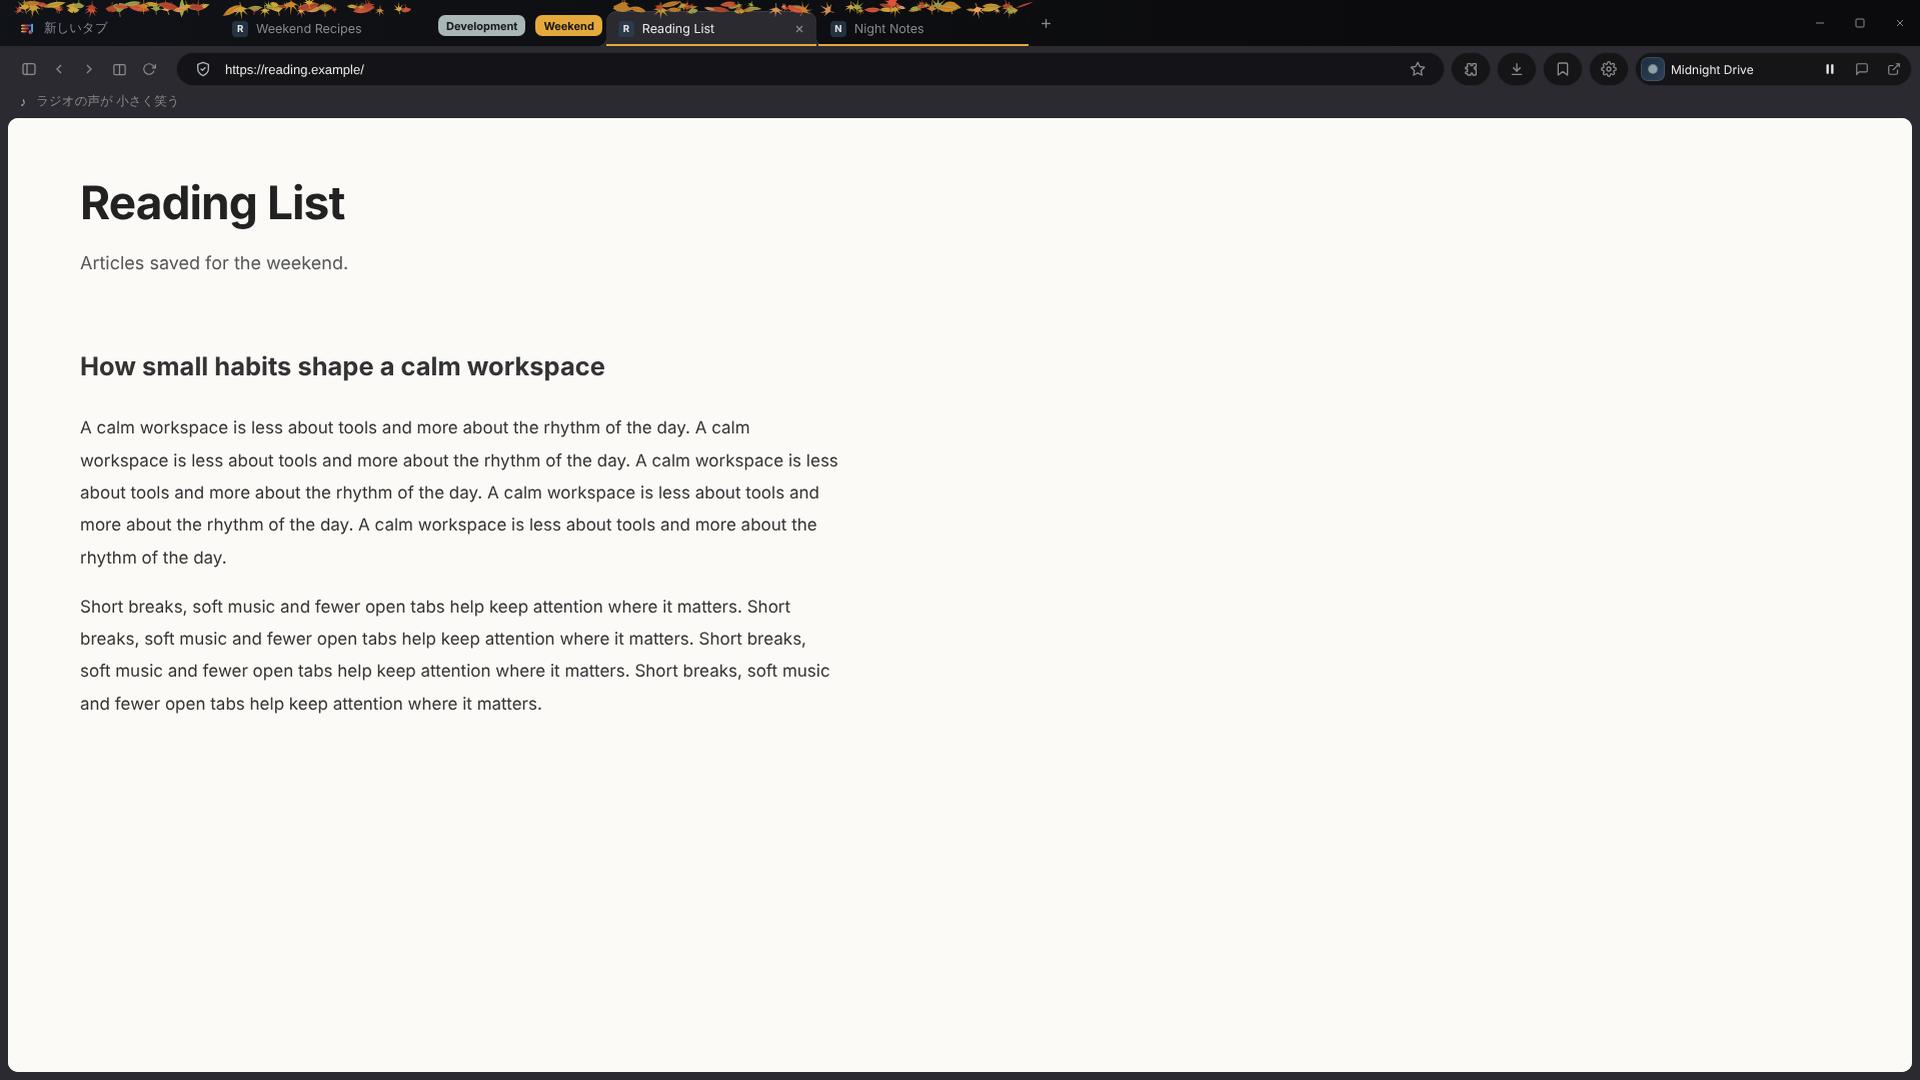 新しいタブ
R Weekend Recipes
Development
Weekend
R Reading List
N Night Notes
https://reading.example/
Midnight Drive
♪ ラジオの声が 小さく笑う
Reading List
Articles saved for the weekend.
How small habits shape a calm workspace
A calm workspace is less about tools and more about the rhythm of the day. A calm
workspace is less about tools and more about the rhythm of the day. A calm workspace is less
about tools and more about the rhythm of the day. A calm workspace is less about tools and
more about the rhythm of the day. A calm workspace is less about tools and more about the
rhythm of the day.
Short breaks, soft music and fewer open tabs help keep attention where it matters. Short
breaks, soft music and fewer open tabs help keep attention where it matters. Short breaks,
soft music and fewer open tabs help keep attention where it matters. Short breaks, soft music
and fewer open tabs help keep attention where it matters.